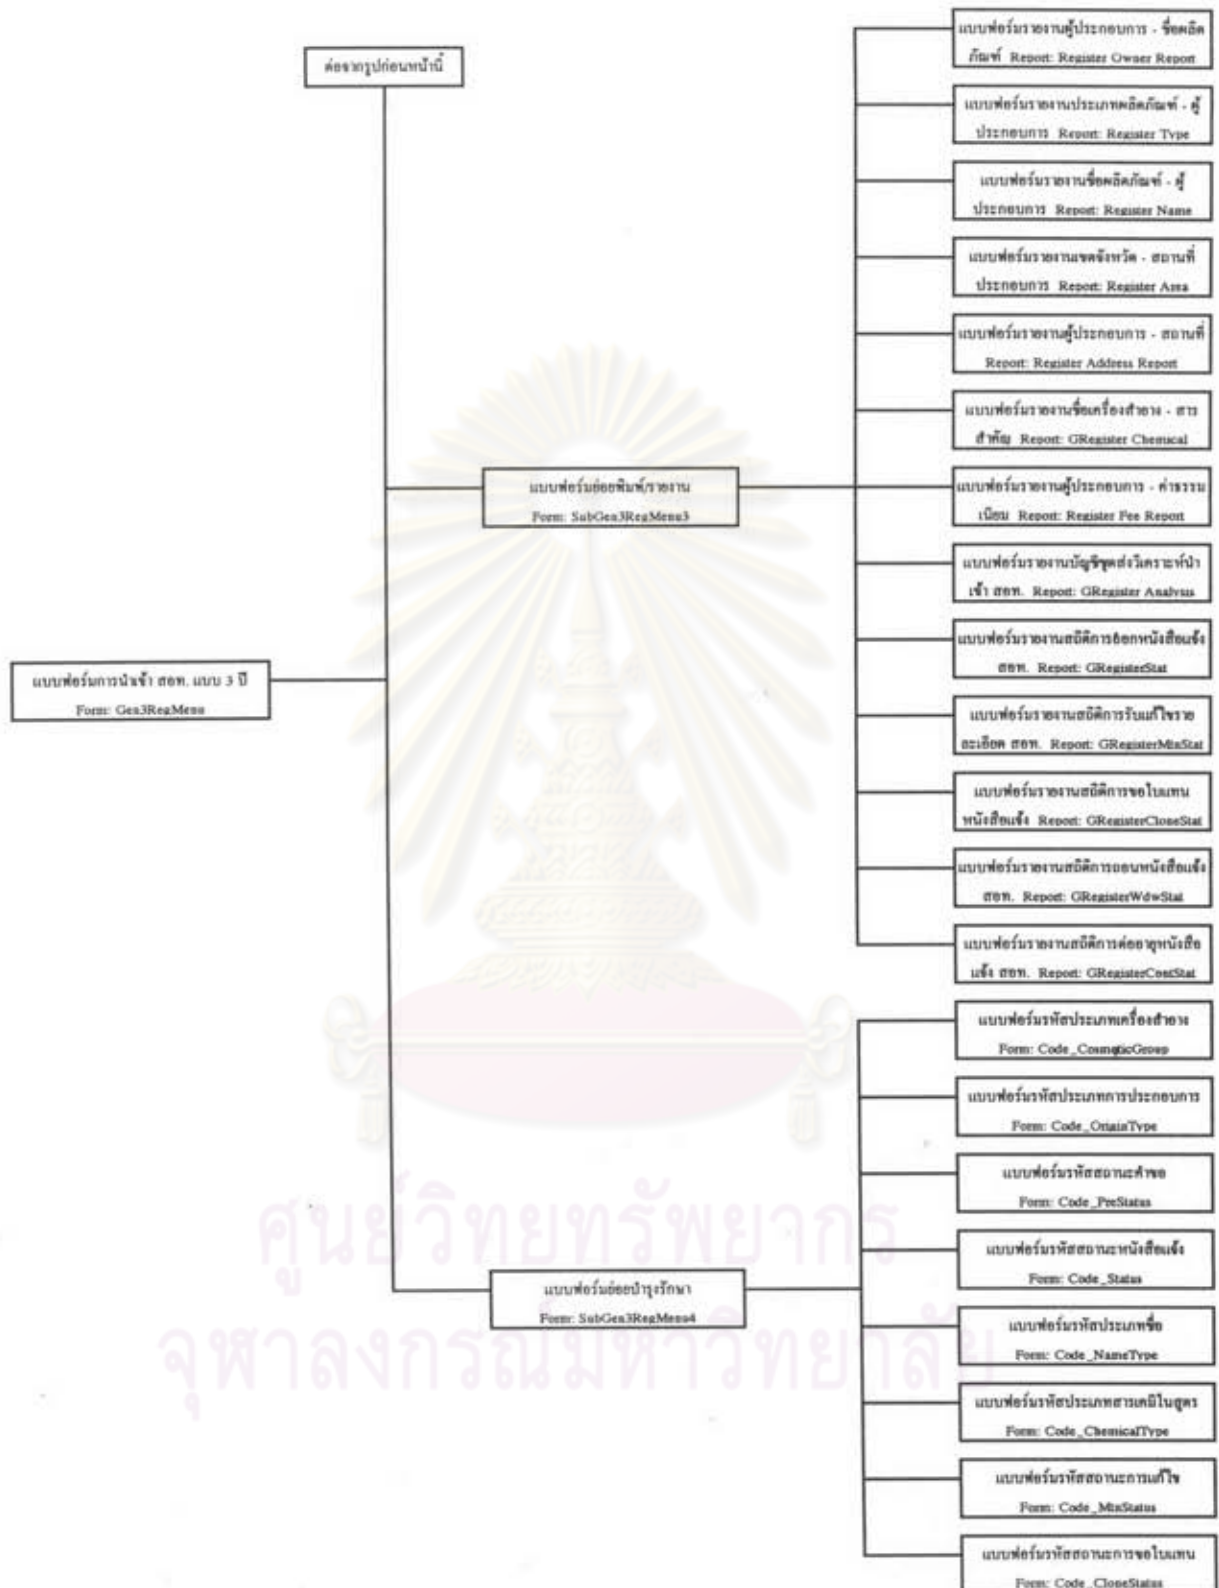 ต่อจากรูปก่อนหน้านี้
แบบฟอร์มการนำเข้า สอท. แบบ 3 ปี
Form: Gen3RegMenu
แบบฟอร์มย่อยพิมพ์/รายงาน
Form: SubGen3RegMenu3
แบบฟอร์มรายงานผู้ประกอบการ - ชื่อผลิต
ภัณฑ์ Report: Register Owner Report
แบบฟอร์มรายงานประเภทผลิตภัณฑ์ - ผู้
ประกอบการ Report: Register Type
แบบฟอร์มรายงานชื่อผลิตภัณฑ์ - ผู้
ประกอบการ Report: Register Name
แบบฟอร์มรายงานเขตจังหวัด - สถานที่
ประกอบการ Report: Register Area
แบบฟอร์มรายงานผู้ประกอบการ - สถานที่
Report: Register Address Report
แบบฟอร์มรายงานชื่อเครื่องสำอาง - สาร
สำคัญ Report: GRegister Chemical
แบบฟอร์มรายงานผู้ประกอบการ - ค่าธรรม
เนียม Report: Register Fee Report
แบบฟอร์มรายงานบัญชีชุดส่งวิเคราะห์นำ
เข้า สอท. Report: GRegister Analysis
แบบฟอร์มรายงานสถิติการออกหนังสือแจ้ง
สอท. Report: GRegisterStat
แบบฟอร์มรายงานสถิติการรับแก้ไขราย
ละเอียด สอท. Report: GRegisterMinStat
แบบฟอร์มรายงานสถิติการขอใบแทน
หนังสือแจ้ง Report: GRegisterCloneStat
แบบฟอร์มรายงานสถิติการถอนหนังสือแจ้ง
สอท. Report: GRegisterWdwStat
แบบฟอร์มรายงานสถิติการต่ออายุหนังสือ
แจ้ง สอท. Report: GRegisterContStat
แบบฟอร์มย่อยบำรุงรักษา
Form: SubGen3RegMenu4
แบบฟอร์มรหัสประเภทเครื่องสำอาง
Form: Code_CosmeticGroup
แบบฟอร์มรหัสประเภทการประกอบการ
Form: Code_OriginType
แบบฟอร์มรหัสสถานะคำขอ
Form: Code_PreStatus
แบบฟอร์มรหัสสถานะหนังสือแจ้ง
Form: Code_Status
แบบฟอร์มรหัสประเภทชื่อ
Form: Code_NameType
แบบฟอร์มรหัสประเภทสารเคมีในสูตร
Form: Code_ChemicalType
แบบฟอร์มรหัสสถานะการแก้ไข
Form: Code_MinStatus
แบบฟอร์มรหัสสถานะการขอใบแทน
Form: Code_CloneStatus
ศูนย์วิทยทรัพยากร
จุฬาลงกรณ์มหาวิทยาลัย